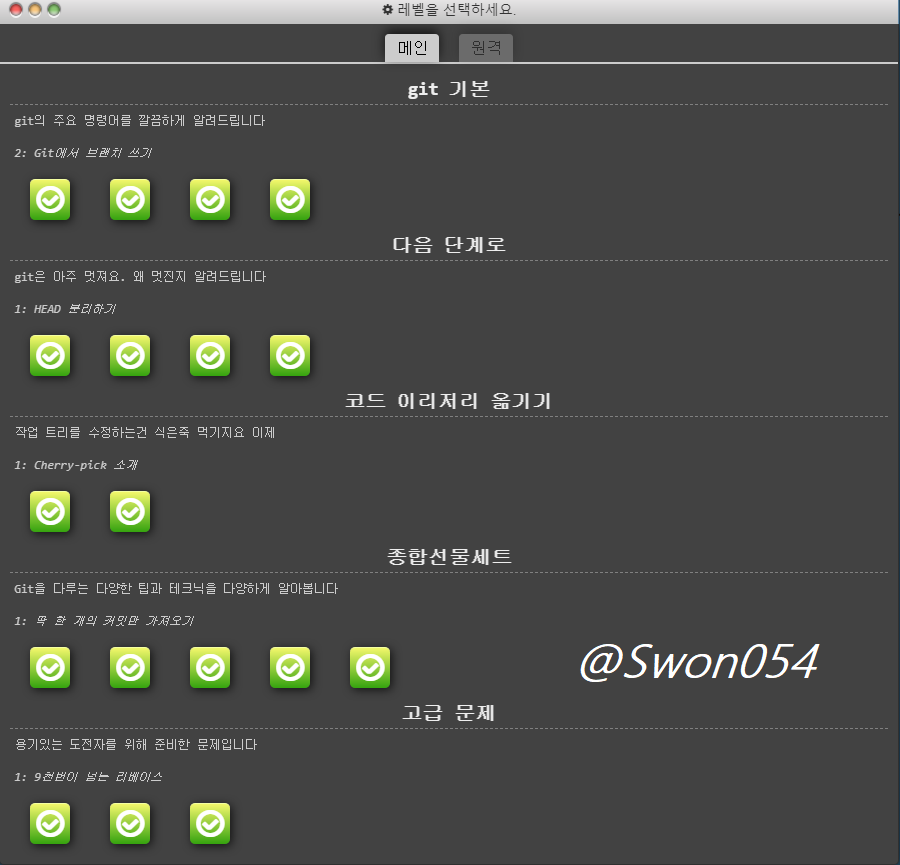 레벨을 선택하세요.
메인 원격
git 기본
git의 주요 명령어를 깔끔하게 알려드립니다
2: Git에서 브랜치 쓰기
다음 단계로
git은 아주 멋져요. 왜 멋진지 알려드립니다
1: HEAD 분리하기
코드 이리저리 옮기기
작업 트리를 수정하는건 식은죽 먹기지요 이제
1: Cherry-pick 소개
종합선물세트
Git을 다루는 다양한 팁과 테크닉을 다양하게 알아봅니다
1: 딱 한 개의 커밋만 가져오기
@Swon054
고급 문제
용기있는 도전자를 위해 준비한 문제입니다
1: 9천번이 넘는 리베이스